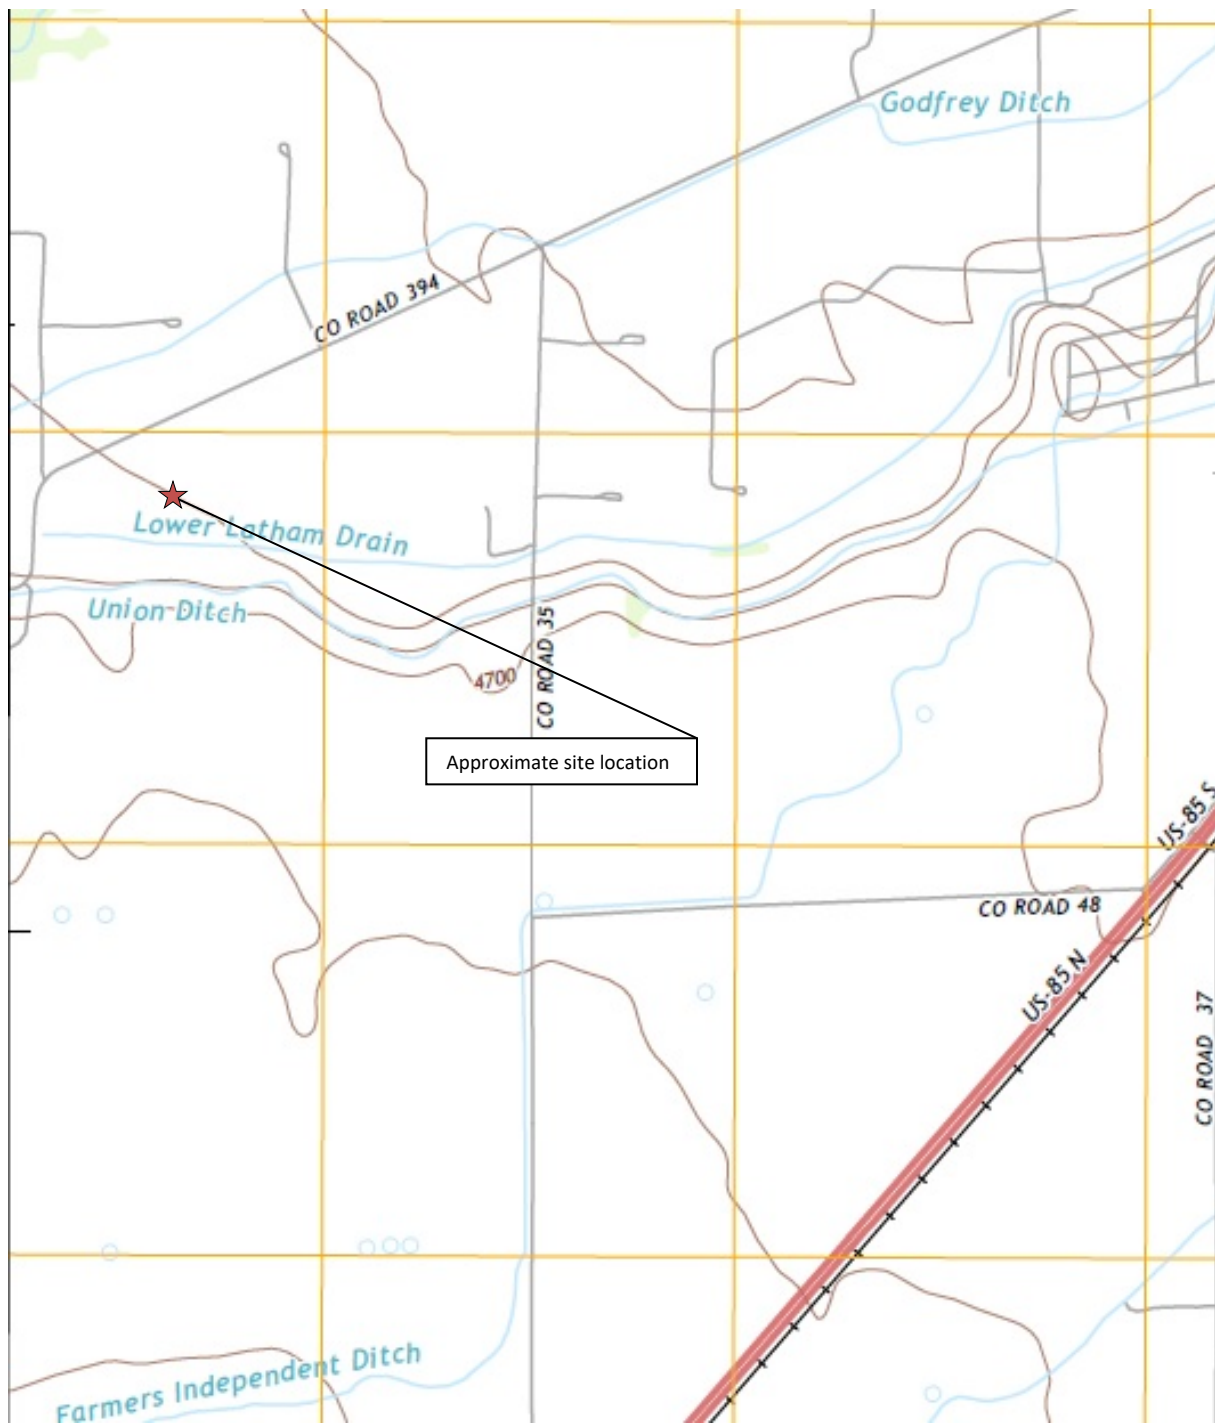 Godfrey Ditch
CO ROAD 394
Lower Latham Drain
Union Ditch
CO ROAD 35
4700
Approximate site location
US-85 S
CO ROAD 48
US-85 N
CO ROAD 37
Farmers Independent Ditch